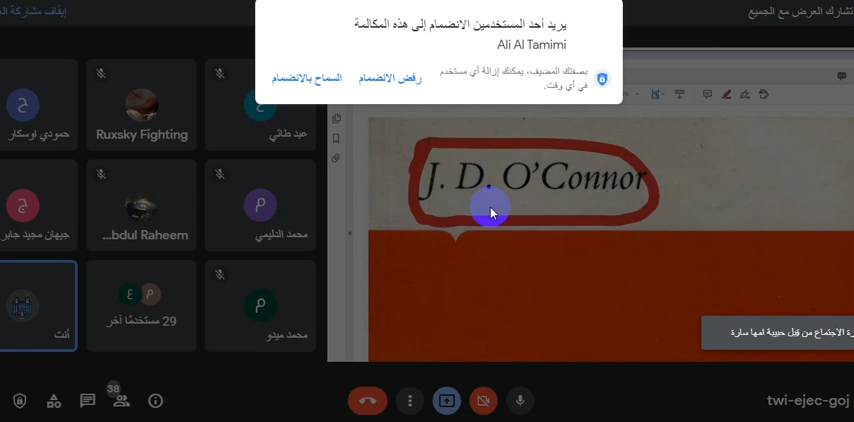 إيقاف مشاركة
تشارك العرض مع الجميع
يريد أحد المستخدمين الانضمام إلى هذه المكالمة
Ali Al Tamimi
بصفتك المضيف، يمكنك إزالة أي مستخدم
في أي وقت.
رفض الانضمام
السماح بالانضمام
عبد طائي
Ruxsky Fighting
حمودي اوسكار
محمد الدليمي
...bdul Raheem
جيهان مجيد جابر
محمد ميدو
29 مستخدمًا آخر
أنت
ح
ع
م
J. D. O'Connor
رة الاجتماع من قبل حبيبة امها سارة
38
twi-ejec-goj